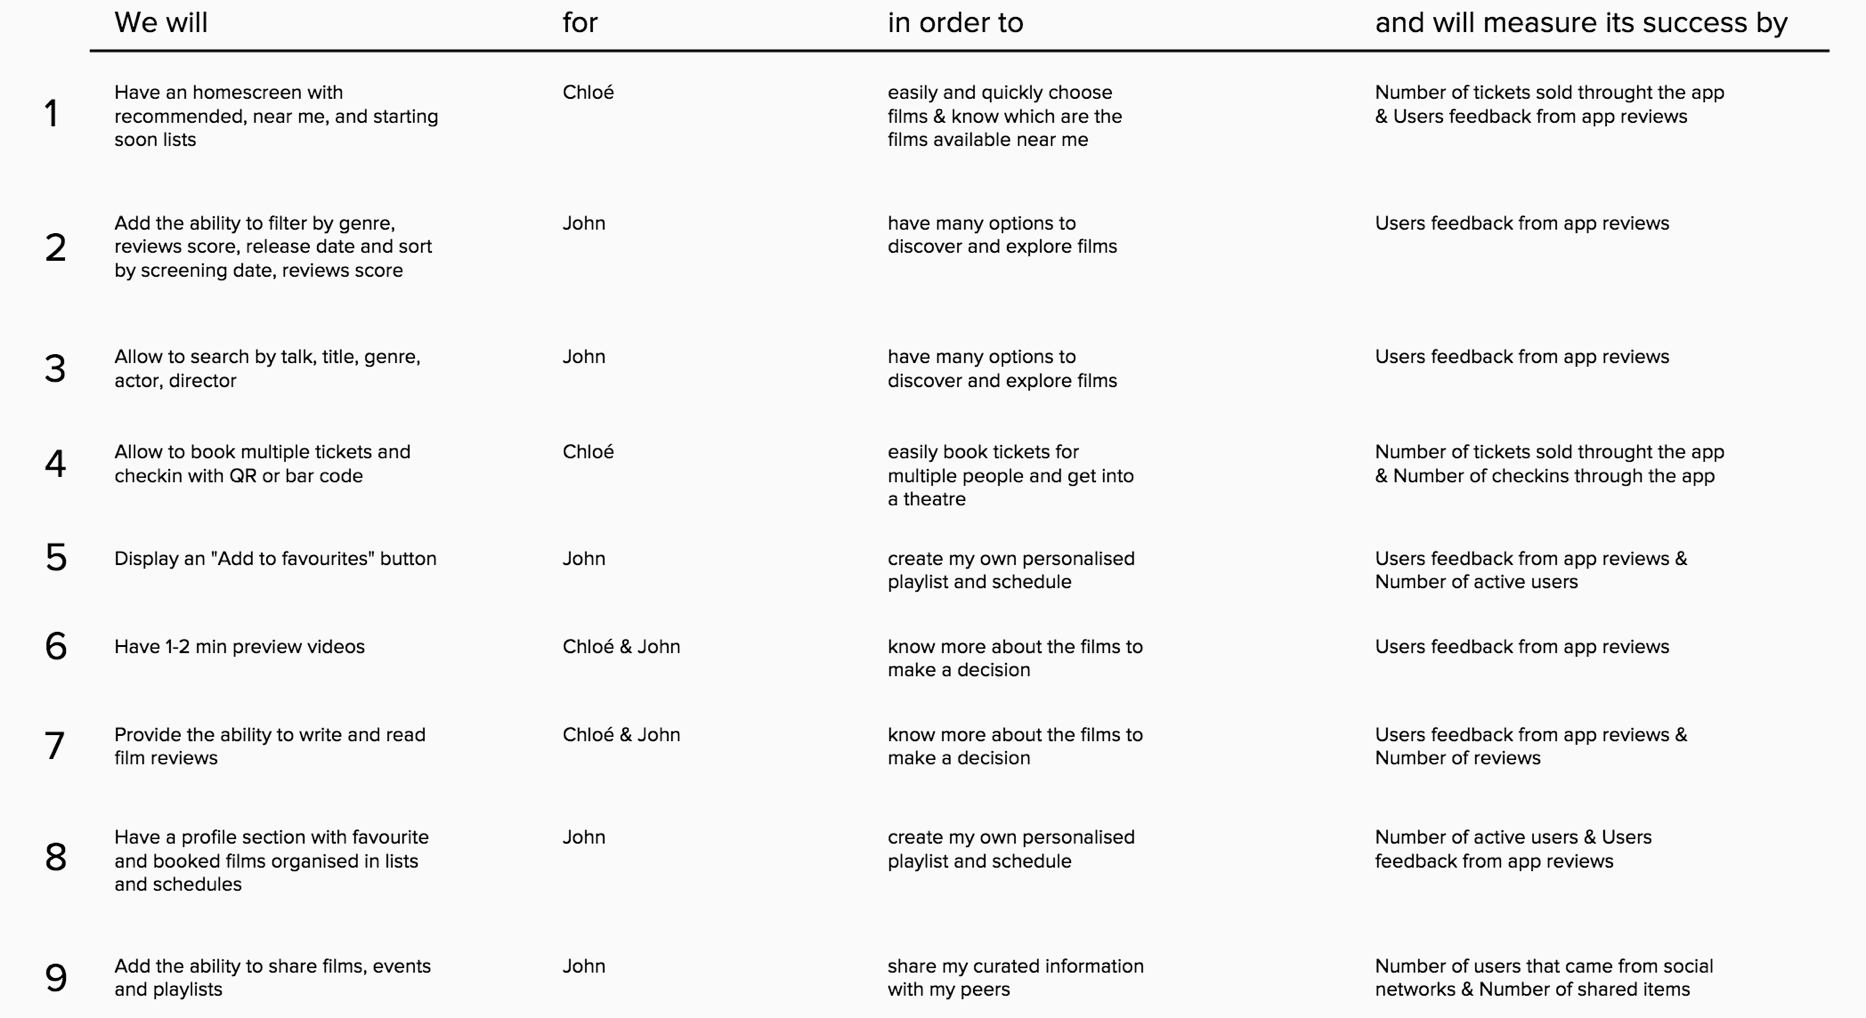 We will for in order to and will measure its success by
1 Have an homescreen with Chloé easily and quickly choose Number of tickets sold throught the app
recommended, near me, and starting films & know which are the & Users feedback from app reviews
soon lists films available near me
2 Add the ability to filter by genre, John have many options to Users feedback from app reviews
reviews score, release date and sort discover and explore films
by screening date, reviews score
3 Allow to search by talk, title, genre, John have many options to Users feedback from app reviews
actor, director discover and explore films
4 Allow to book multiple tickets and Chloé easily book tickets for Number of tickets sold throught the app
checkin with QR or bar code multiple people and get into & Number of checkins through the app
a theatre
5 Display an "Add to favourites" button John create my own personalised Users feedback from app reviews &
playlist and schedule Number of active users
6 Have 1-2 min preview videos Chloé & John know more about the films to Users feedback from app reviews
make a decision
7 Provide the ability to write and read Chloé & John know more about the films to Users feedback from app reviews &
film reviews make a decision Number of reviews
8 Have a profile section with favourite John create my own personalised Number of active users & Users
and booked films organised in lists playlist and schedule feedback from app reviews
and schedules
9 Add the ability to share films, events John share my curated information Number of users that came from social
and playlists with my peers networks & Number of shared items